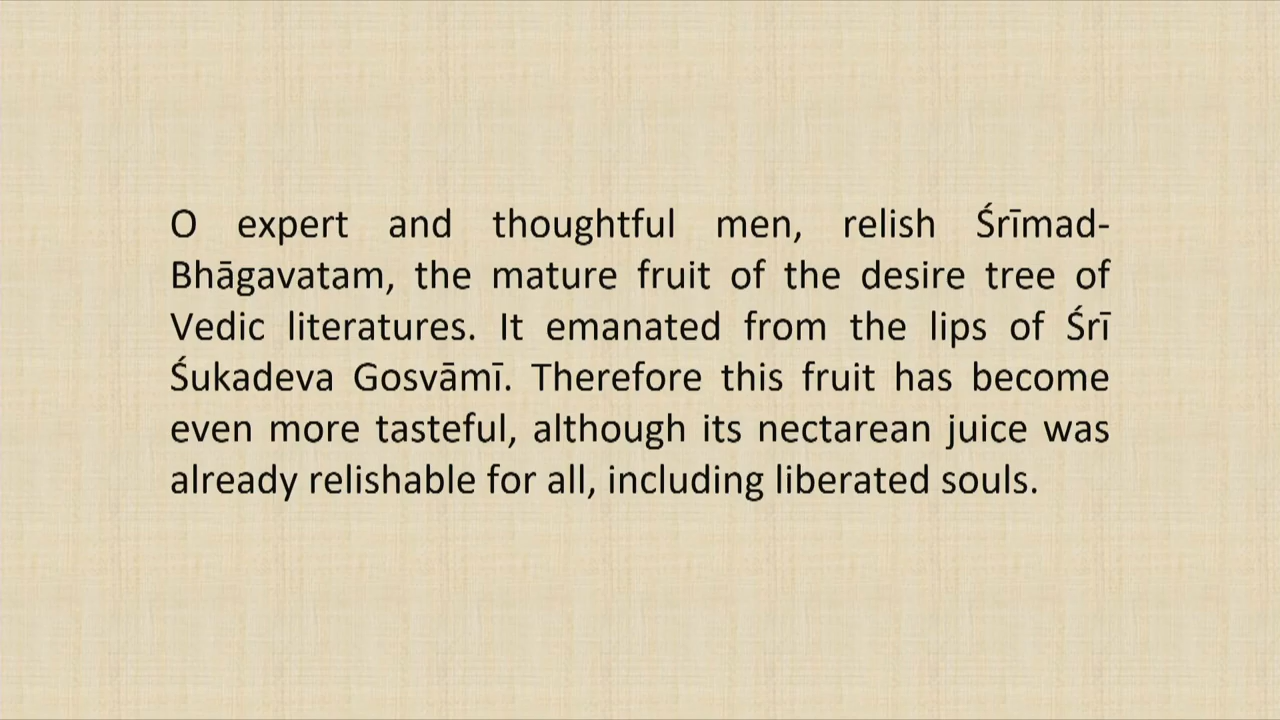 O expert and thoughtful men, relish Śrīmad-
Bhāgavatam, the mature fruit of the desire tree of
Vedic literatures. It emanated from the lips of Śrī
Śukadeva Gosvāmī. Therefore this fruit has become
even more tasteful, although its nectarean juice was
already relishable for all, including liberated souls.